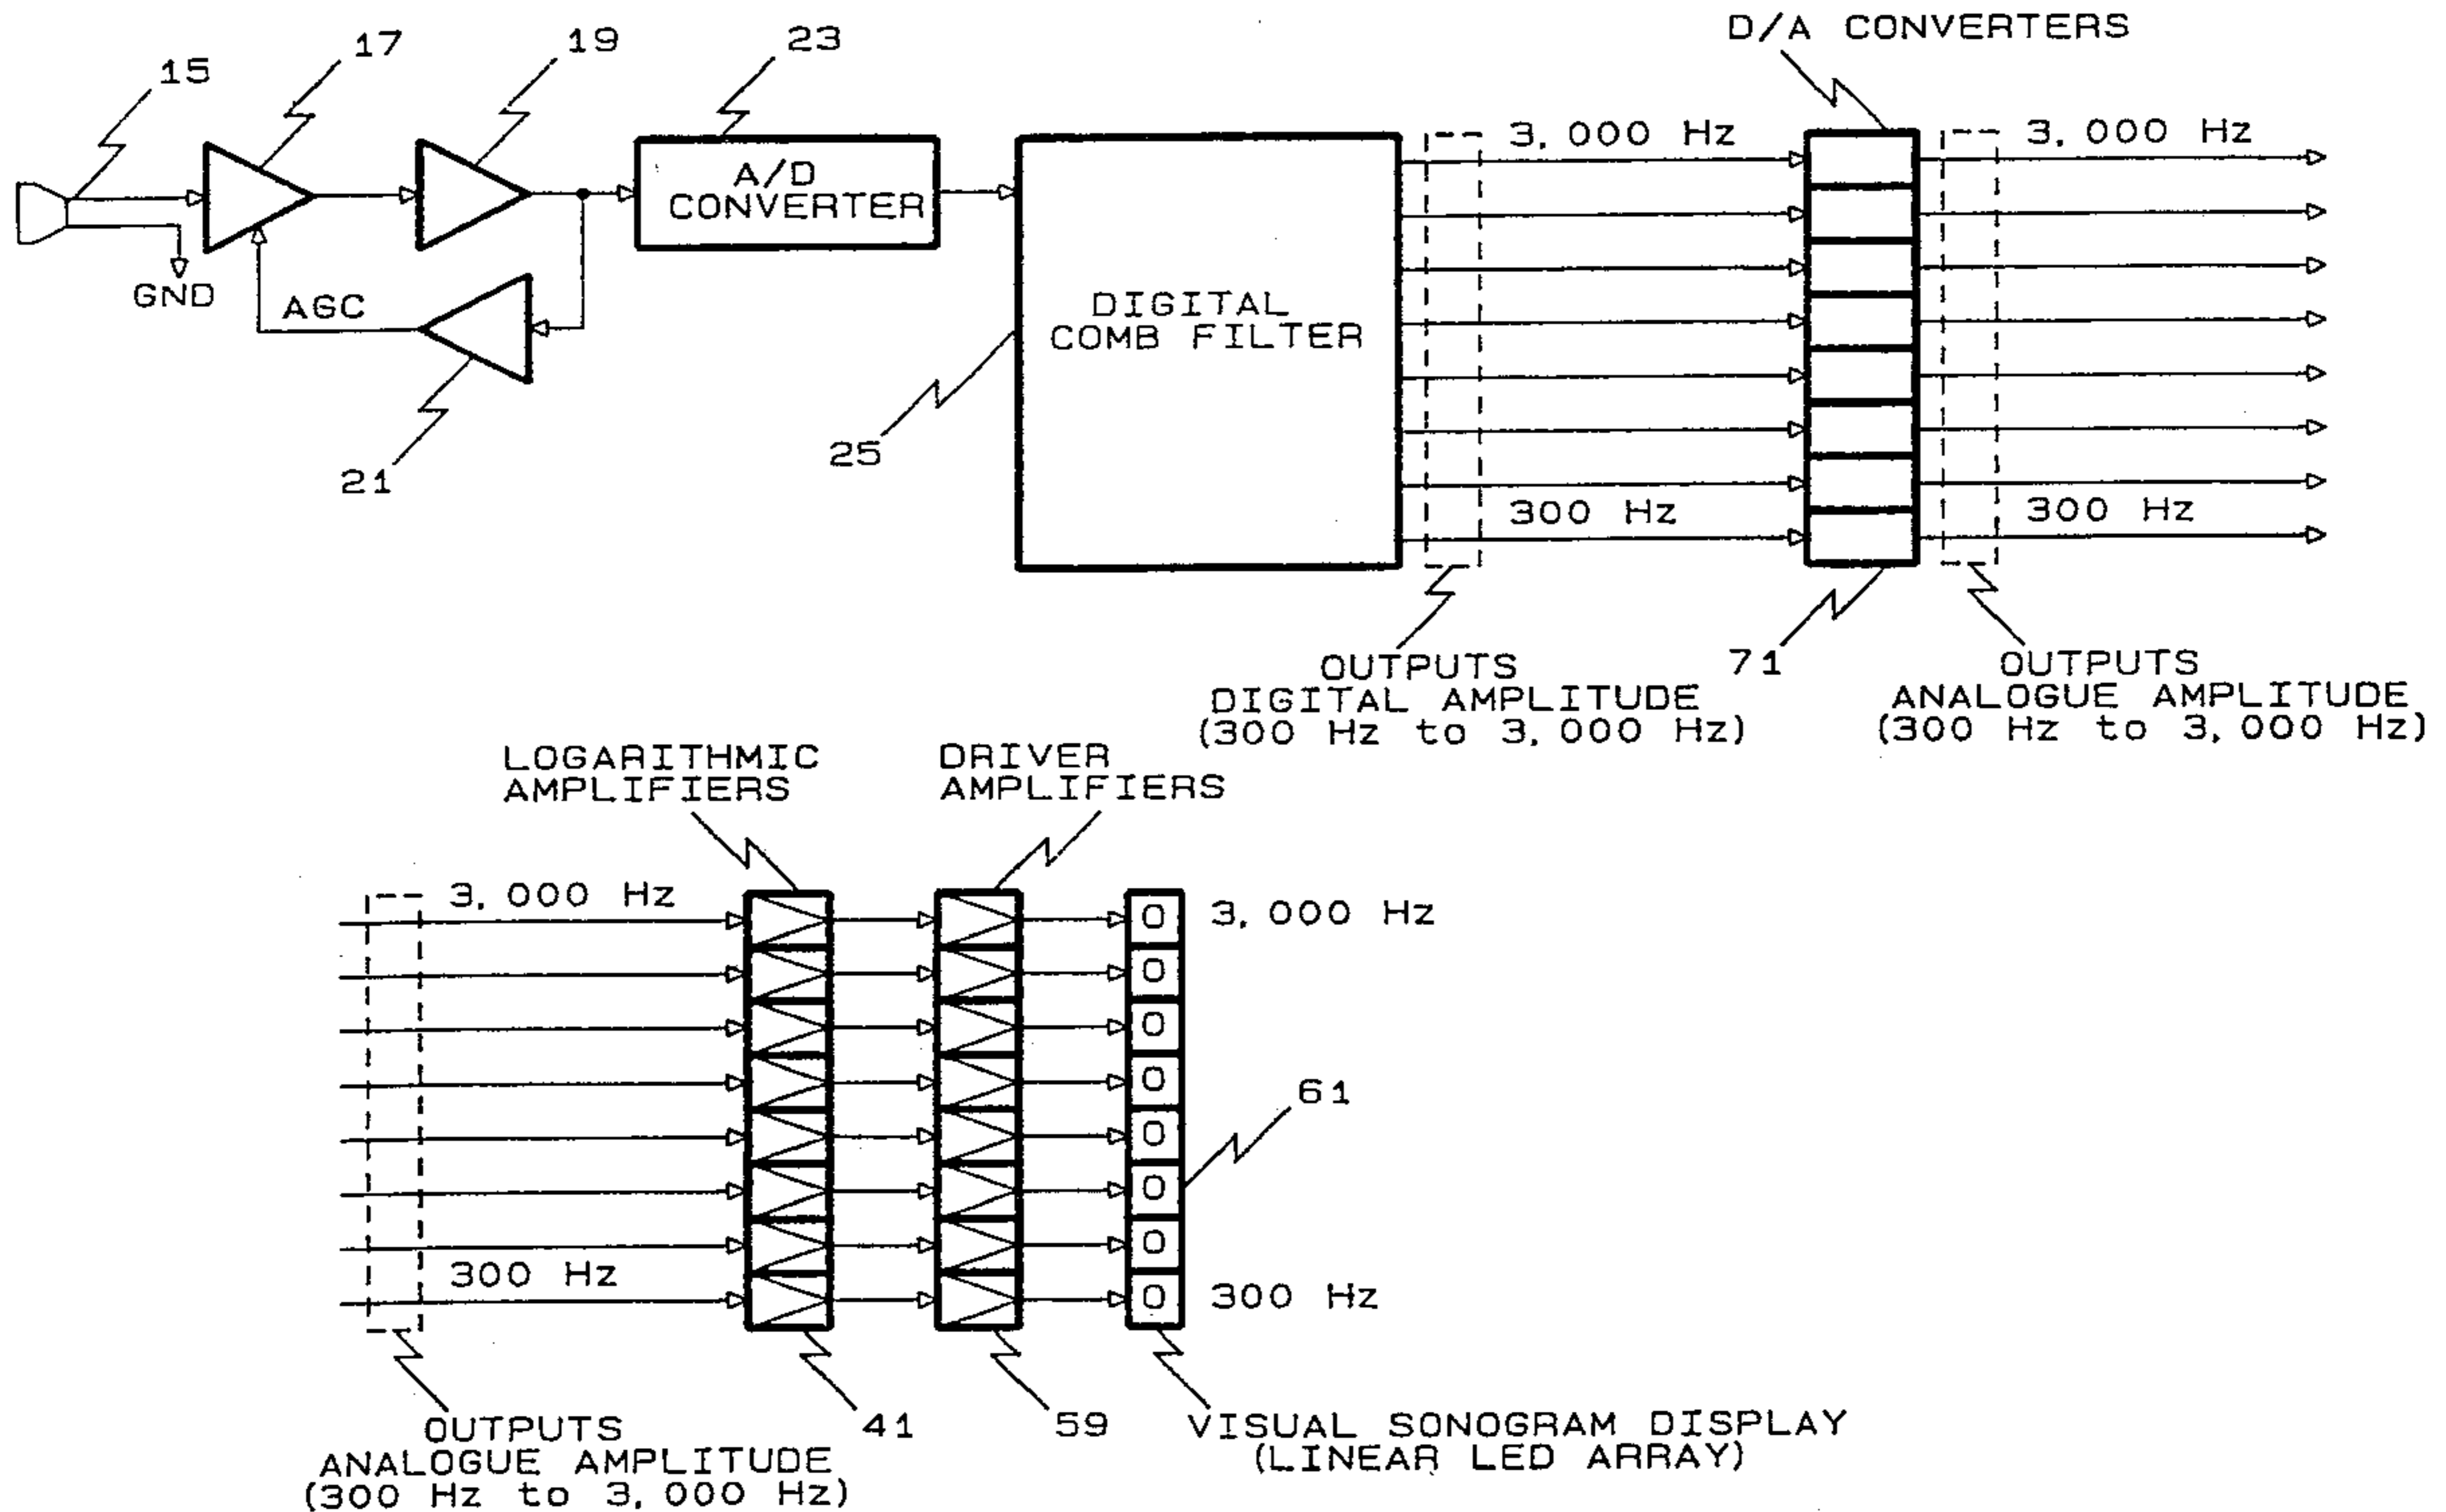 15
17
19
23
D/A CONVERTERS
A/D
CONVERTER
3, 000 Hz
3, 000 Hz
GND
AGC
DIGITAL
COMB FILTER
21
25
300 Hz
300 Hz
71
OUTPUTS
DIGITAL AMPLITUDE
(300 Hz to 3, 000 Hz)
OUTPUTS
ANALOGUE AMPLITUDE
(300 Hz to 3, 000 Hz)
LOGARITHMIC
AMPLIFIERS
DRIVER
AMPLIFIERS
3, 000 Hz
O
3, 000 Hz
O
O
O
61
O
O
O
300 Hz
O
300 Hz
OUTPUTS
ANALOGUE AMPLITUDE
(300 Hz to 3, 000 Hz)
41
59
VISUAL SONOGRAM DISPLAY
(LINEAR LED ARRAY)